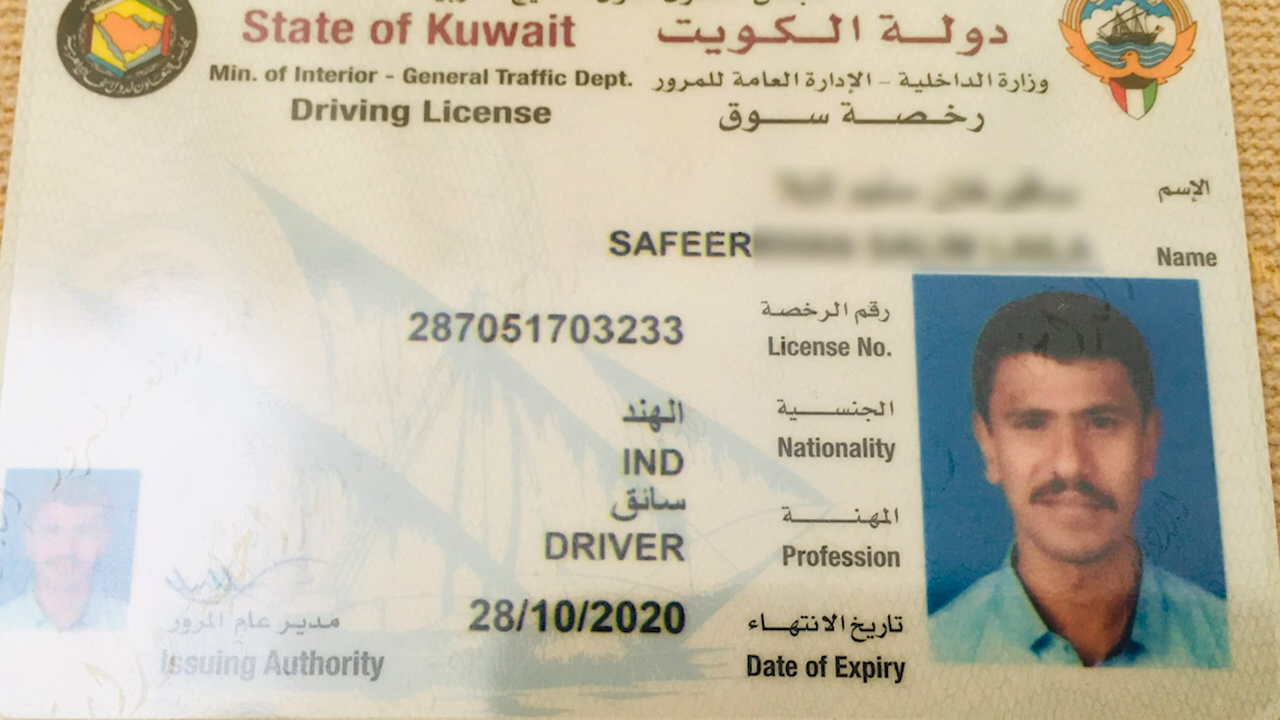 State of Kuwait دولة الكويت
Min. of Interior - General Traffic Dept. وزارة الداخلية - الإدارة العامة للمرور
Driving License رخصة سوق
الإسم
SAFEER Name
رقم الرخصة
287051703233 License No.
الهند الجنسية
IND Nationality
سائق المهنة
DRIVER Profession
28/10/2020 تاريخ الانتهاء
Date of Expiry
مدير عام المرور
Issuing Authority